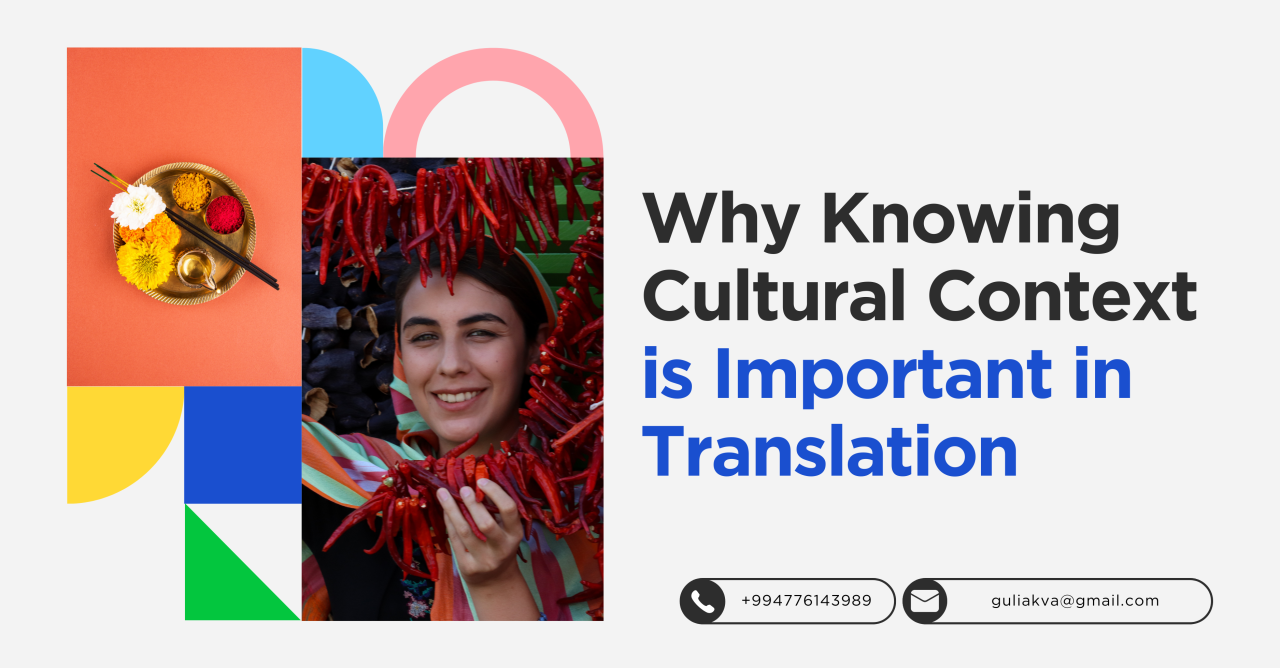 Why Knowing
Cultural Context
is Important in
Translation
+994776143989
guliakva@gmail.com